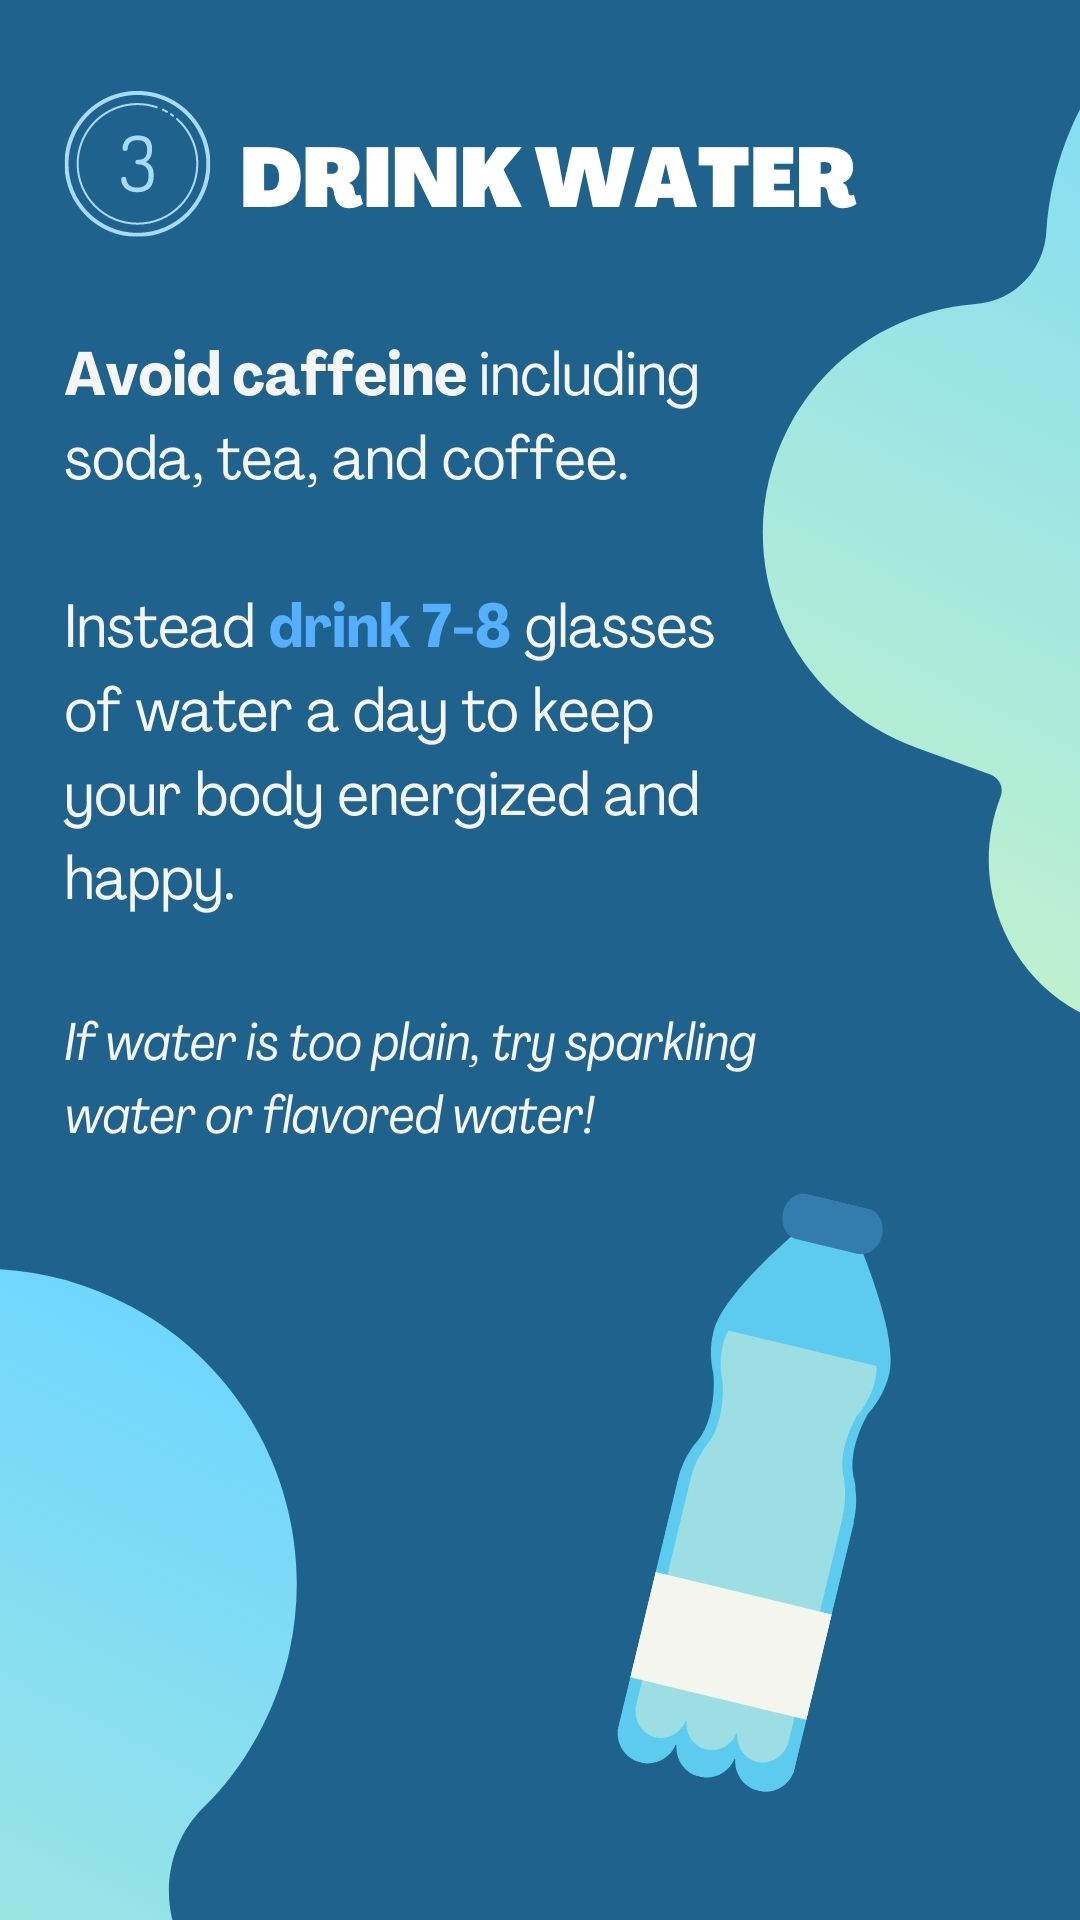 3 DRINK WATER
Avoid caffeine including
soda, tea, and coffee.
Instead drink 7-8 glasses
of water a day to keep
your body energized and
happy.
If water is too plain, try sparkling
water or flavored water!